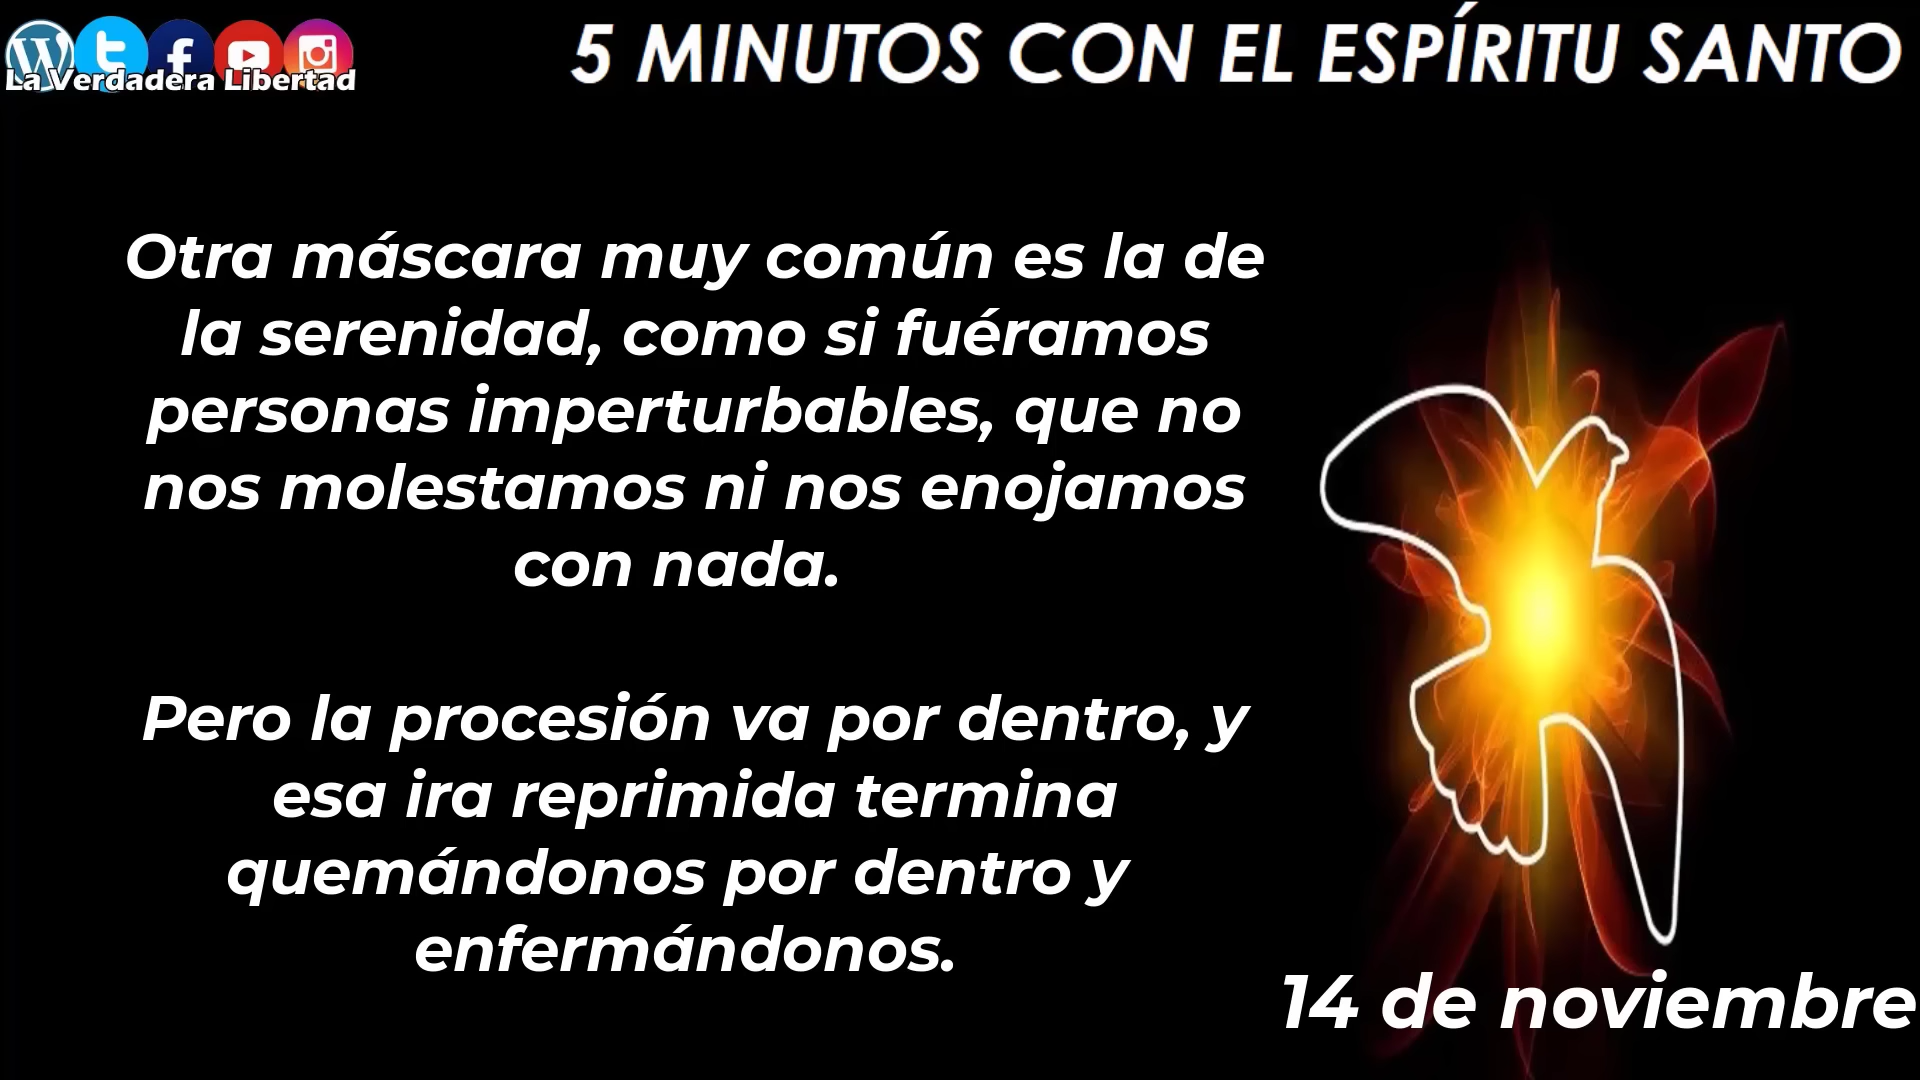 La Verdadera Libertad
5 MINUTOS CON EL ESPÍRITU SANTO
Otra máscara muy común es la de
la serenidad, como si fuéramos
personas imperturbables, que no
nos molestamos ni nos enojamos
con nada.
Pero la procesión va por dentro, y
esa ira reprimida termina
quemándonos por dentro y
enfermándonos.
14 de noviembre